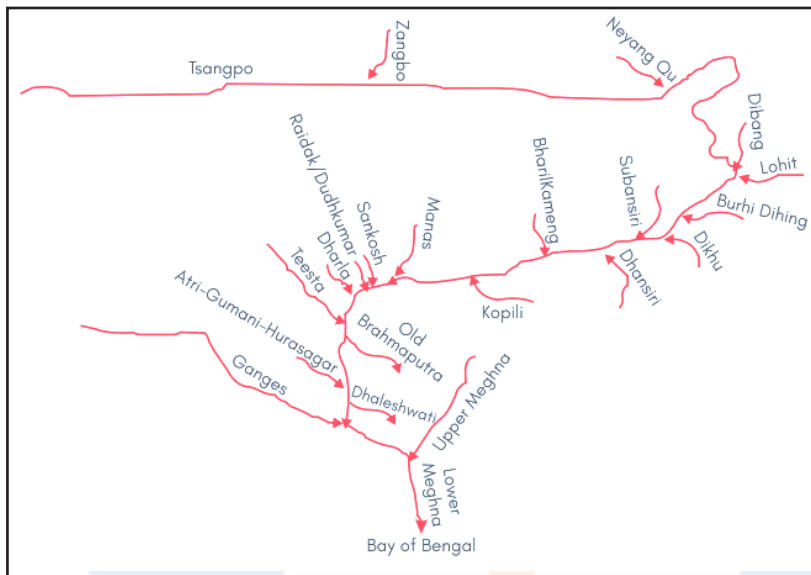 Zangbo
Neyang Qu
Tsangpo
Dibang
Lohit
Burhi Dihing
Subansiri
BharilKameng
Dikhu
Dhansiri
Kopili
Manas
Sankosh
Raidak/Dudhkumar
Dharla
Teesta
Old
Brahmaputra
Atri-Gumani-Hurasagar
Dhaleshwati
Ganges
Upper Meghna
Lower
Meghna
Bay of Bengal